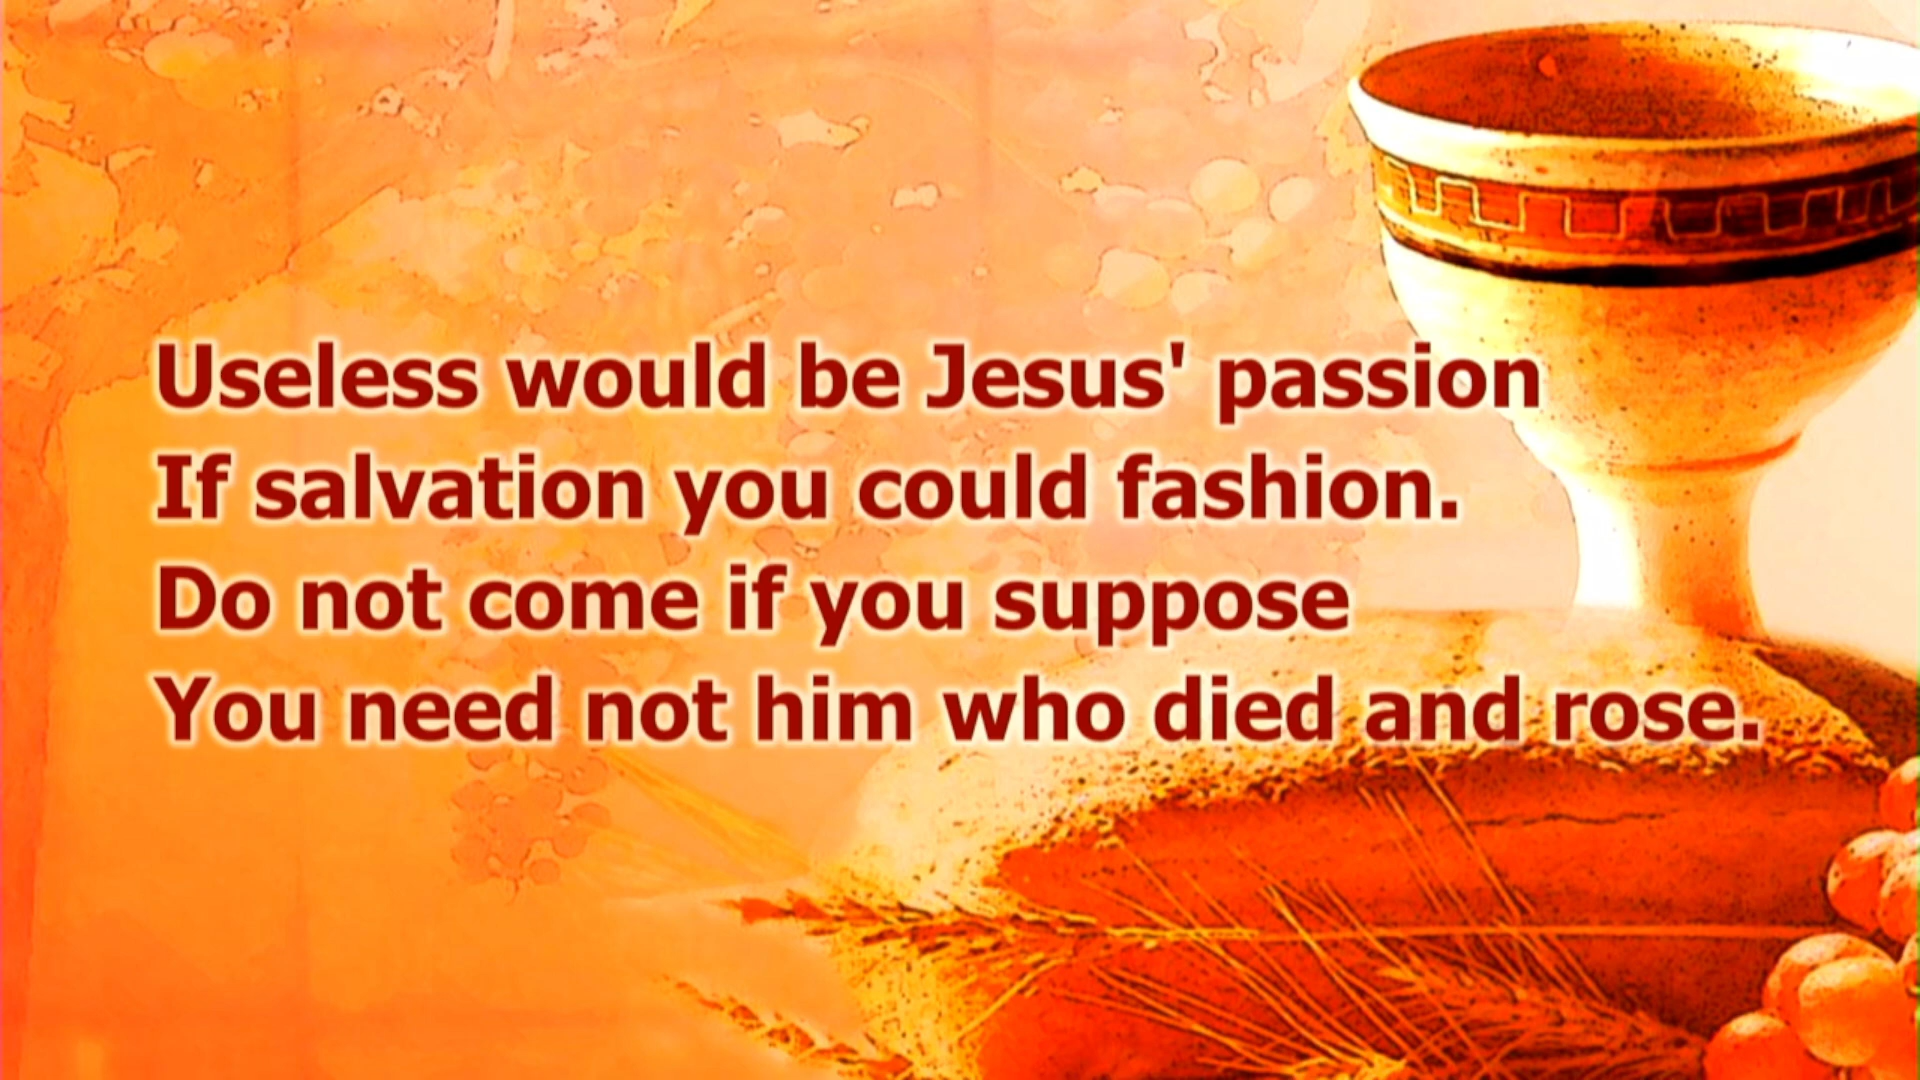 Useless would be Jesus' passion
If salvation you could fashion.
Do not come if you suppose
You need not him who died and rose.